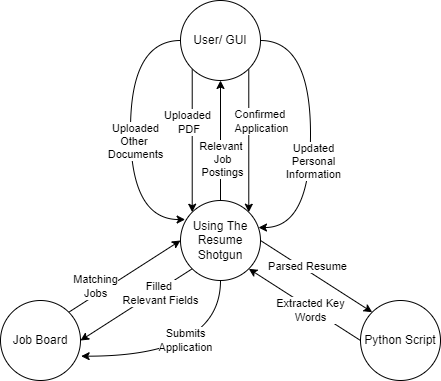 User/ GUI
Uploaded
PDF
Confirmed
Application
Uploaded
Other
Documents
Relevant
Job
Postings
Updated
Personal
Information
Using The
Resume
Shotgun
Matching
Jobs
Filled
Relevant Fields
Parsed Resume
Extracted Key
Words
Submits
Application
Job Board
Python Script